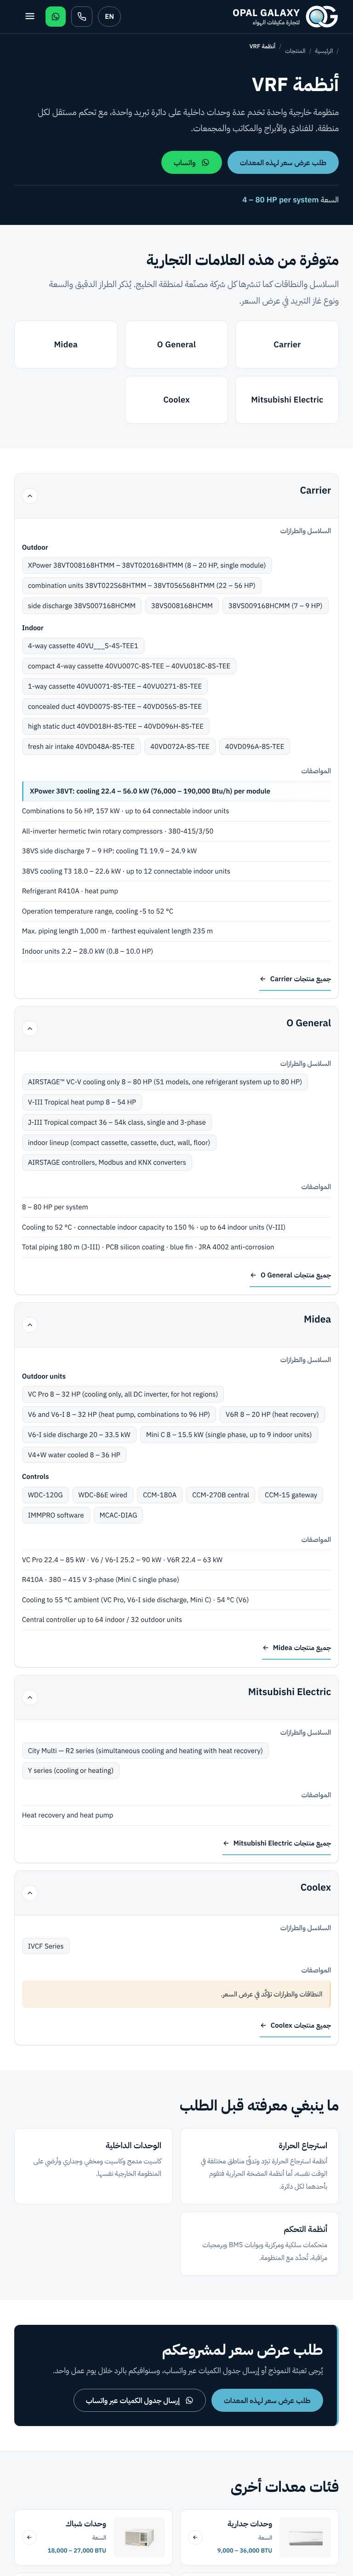 OPAL GALAXY
لتجارة مكيفات الهواء
EN
/ الرئيسية / المنتجات / أنظمة VRF
أنظمة VRF
منظومة خارجية واحدة تخدم عدة وحدات داخلية على دائرة تبريد واحدة، مع تحكم مستقل لكل
منطقة. للفنادق والأبراج والمكاتب والمجمعات.
طلب عرض سعر لهذه المعدات
واتساب
السعة 4 – 80 HP per system
متوفرة من هذه العلامات التجارية
السلاسل والنطاقات كما تنشرها كل شركة مصنّعة لمنطقة الخليج. يُذكر الطراز الدقيق والسعة
ونوع غاز التبريد في عرض السعر.
Carrier
O General
Midea
Mitsubishi Electric
Coolex
Carrier
السلاسل والطرازات
Outdoor
XPower 38VT008168HTMM – 38VT020168HTMM (8 – 20 HP, single module)
combination units 38VT022S68HTMM – 38VT056S68HTMM (22 – 56 HP)
side discharge 38VS007168HCMM
38VS008168HCMM
38VS009168HCMM (7 – 9 HP)
Indoor
4-way cassette 40VU___S-4S-TEE1
compact 4-way cassette 40VU007C-8S-TEE – 40VU018C-8S-TEE
1-way cassette 40VU0071-8S-TEE – 40VU0271-8S-TEE
concealed duct 40VD007S-8S-TEE – 40VD056S-8S-TEE
high static duct 40VD018H-8S-TEE – 40VD096H-8S-TEE
fresh air intake 40VD048A-8S-TEE
40VD072A-8S-TEE
40VD096A-8S-TEE
المواصفات
XPower 38VT: cooling 22.4 – 56.0 kW (76,000 – 190,000 Btu/h) per module
Combinations to 56 HP, 157 kW · up to 64 connectable indoor units
All-inverter hermetic twin rotary compressors · 380-415/3/50
38VS side discharge 7 – 9 HP: cooling T1 19.9 – 24.9 kW
38VS cooling T3 18.0 – 22.6 kW · up to 12 connectable indoor units
Refrigerant R410A · heat pump
Operation temperature range, cooling -5 to 52 °C
Max. piping length 1,000 m · farthest equivalent length 235 m
Indoor units 2.2 – 28.0 kW (0.8 – 10.0 HP)
جميع منتجات Carrier ←
O General
السلاسل والطرازات
AIRSTAGE™ VC-V cooling only 8 – 80 HP (51 models, one refrigerant system up to 80 HP)
V-III Tropical heat pump 8 – 54 HP
J-III Tropical compact 36 – 54k class, single and 3-phase
indoor lineup (compact cassette, cassette, duct, wall, floor)
AIRSTAGE controllers, Modbus and KNX converters
المواصفات
8 – 80 HP per system
Cooling to 52 °C · connectable indoor capacity to 150 % · up to 64 indoor units (V-III)
Total piping 180 m (J-III) · PCB silicon coating · blue fin · JRA 4002 anti-corrosion
جميع منتجات O General ←
Midea
السلاسل والطرازات
Outdoor units
VC Pro 8 – 32 HP (cooling only, all DC inverter, for hot regions)
V6 and V6-I 8 – 32 HP (heat pump, combinations to 96 HP)
V6R 8 – 20 HP (heat recovery)
V6-I side discharge 20 – 33.5 kW
Mini C 8 – 15.5 kW (single phase, up to 9 indoor units)
V4+W water cooled 8 – 36 HP
Controls
WDC-120G
WDC-86E wired
CCM-180A
CCM-270B central
CCM-15 gateway
IMMPRO software
MCAC-DIAG
المواصفات
VC Pro 22.4 – 85 kW · V6 / V6-I 25.2 – 90 kW · V6R 22.4 – 63 kW
R410A · 380 – 415 V 3-phase (Mini C single phase)
Cooling to 55 °C ambient (VC Pro, V6-I side discharge, Mini C) · 54 °C (V6)
Central controller up to 64 indoor / 32 outdoor units
جميع منتجات Midea ←
Mitsubishi Electric
السلاسل والطرازات
City Multi — R2 series (simultaneous cooling and heating with heat recovery)
Y series (cooling or heating)
المواصفات
Heat recovery and heat pump
جميع منتجات Mitsubishi Electric ←
Coolex
السلاسل والطرازات
IVCF Series
المواصفات
النطاقات والطرازات تؤكَّد في عرض السعر.
جميع منتجات Coolex ←
ما ينبغي معرفته قبل الطلب
استرجاع الحرارة
أنظمة استرجاع الحرارة تبرّد وتدفّئ مناطق مختلفة في
الوقت نفسه، أما أنظمة المضخة الحرارية فتقوم
بأحدهما لكل دائرة.
الوحدات الداخلية
كاسيت مدمج وكاسيت ومخفي وجداري وأرضي على
المنظومة الخارجية نفسها.
أنظمة التحكم
متحكمات سلكية ومركزية وبوابات BMS وبرمجيات
مراقبة، تُحدَّد مع المنظومة.
طلب عرض سعر لمشروعكم
يُرجى تعبئة النموذج أو إرسال جدول الكميات عبر واتساب، وسنوافيكم بالرد خلال يوم عمل واحد.
طلب عرض سعر لهذه المعدات
إرسال جدول الكميات عبر واتساب
فئات معدات أخرى
وحدات جدارية
السعة
9,000 – 36,000 BTU
وحدات شباك
السعة
18,000 – 27,000 BTU